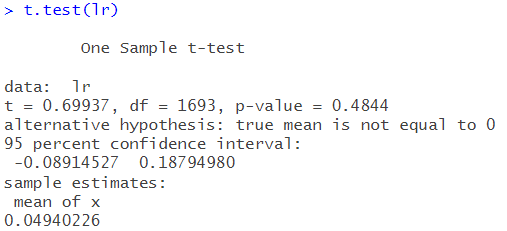 > t.test(lr)
One Sample t-test
data:  lr
t = 0.69937, df = 1693, p-value = 0.4844
alternative hypothesis: true mean is not equal to 0
95 percent confidence interval:
-0.08914527  0.18794980
sample estimates:
mean of x
0.04940226